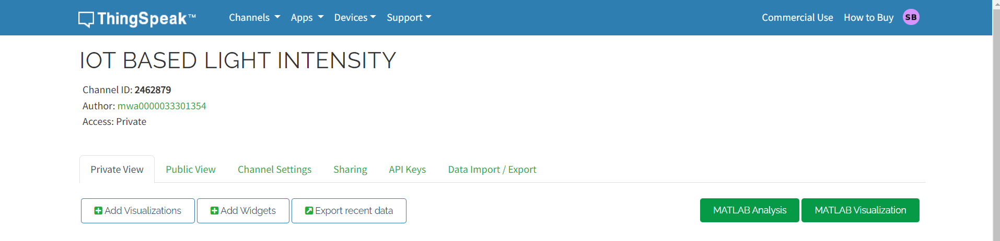 ThingSpeak™ Channels Apps Devices Support Commercial Use How to Buy SB
IOT BASED LIGHT INTENSITY
Channel ID: 2462879
Author: mwa0000033301354
Access: Private
Private View Public View Channel Settings Sharing API Keys Data Import / Export
Add Visualizations Add Widgets Export recent data MATLAB Analysis MATLAB Visualization